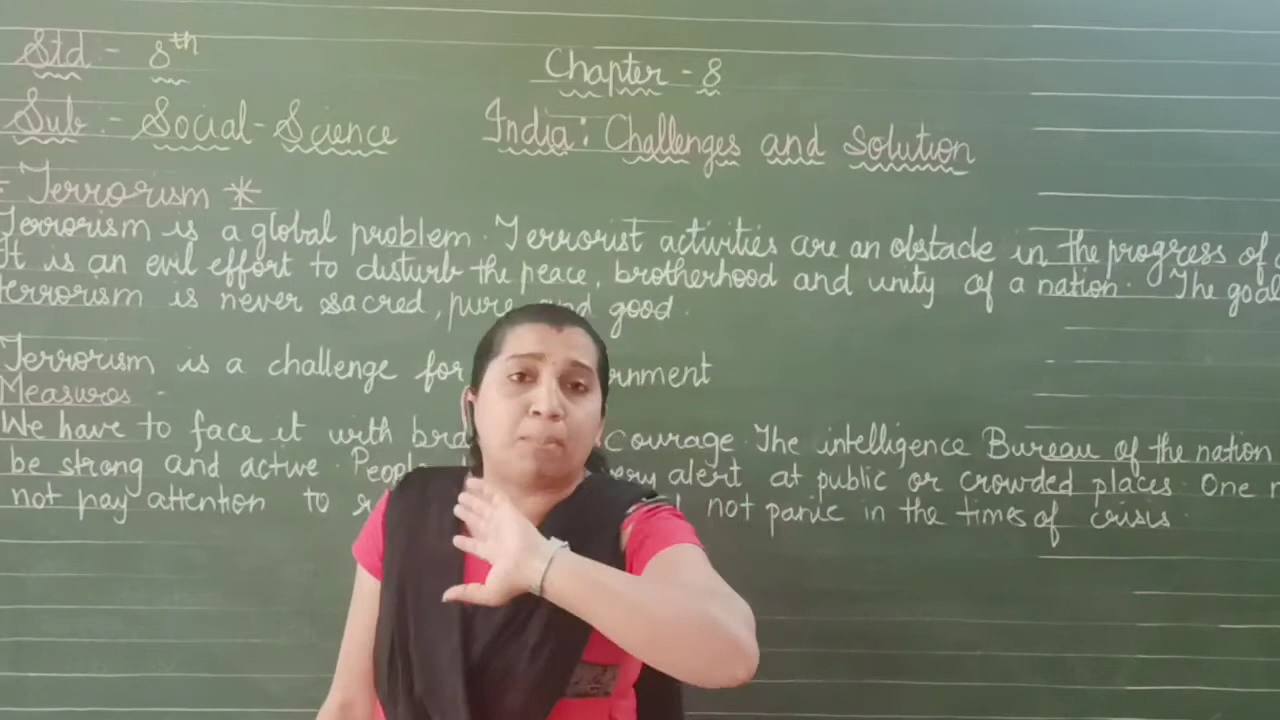 Std - 8th
Chapter - 8
Sub :- Social-Science
India : Challenges and Solution
- Terrorism *
Terrorism is a global problem. Terrorist activities are an obstacle in the progress of
It is an evil effort to disturb the peace, brotherhood and unity of a nation. The goal
terrorism is never sacred, pure and good.
Terrorism is a challenge for
Measures -
We have to face it with courage. The intelligence Bureau of the nation
be strong and active. alert at public or crowded places. One
not pay attention to not panic in the times of crisis.